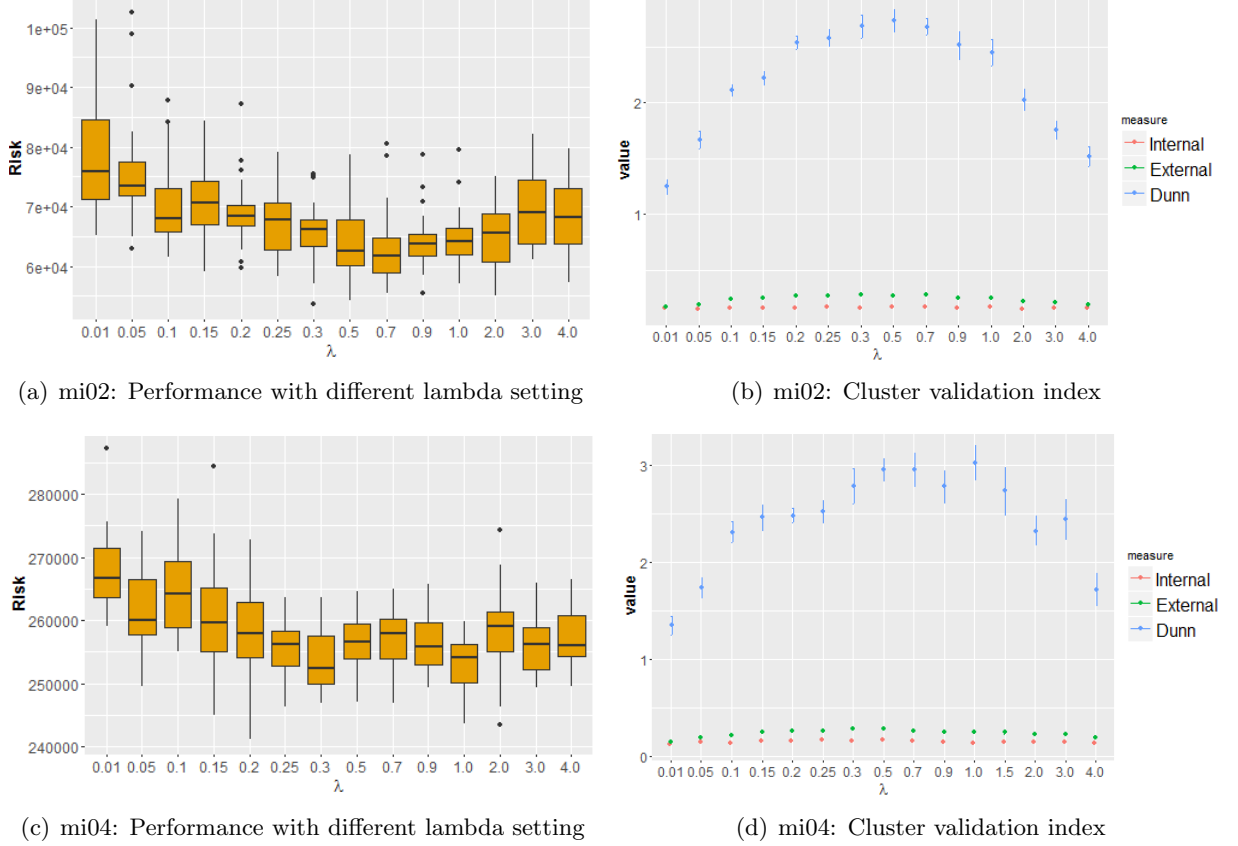 1e+05
9e+04
8e+04
7e+04
6e+04
Risk
0.01 0.05 0.1 0.15 0.2 0.25 0.3 0.5 0.7 0.9 1.0 2.0 3.0 4.0
λ
(a) mi02: Performance with different lambda setting
2
1
value
0.01 0.05 0.1 0.15 0.2 0.25 0.3 0.5 0.7 0.9 1.0 2.0 3.0 4.0
λ
measure
Internal
External
Dunn
(b) mi02: Cluster validation index
280000
270000
260000
250000
240000
Risk
0.01 0.05 0.1 0.15 0.2 0.25 0.3 0.5 0.7 0.9 1.0 2.0 3.0 4.0
λ
(c) mi04: Performance with different lambda setting
3
2
1
0
value
0.01 0.05 0.1 0.15 0.2 0.25 0.3 0.5 0.7 0.9 1.0 1.5 2.0 3.0 4.0
λ
measure
Internal
External
Dunn
(d) mi04: Cluster validation index